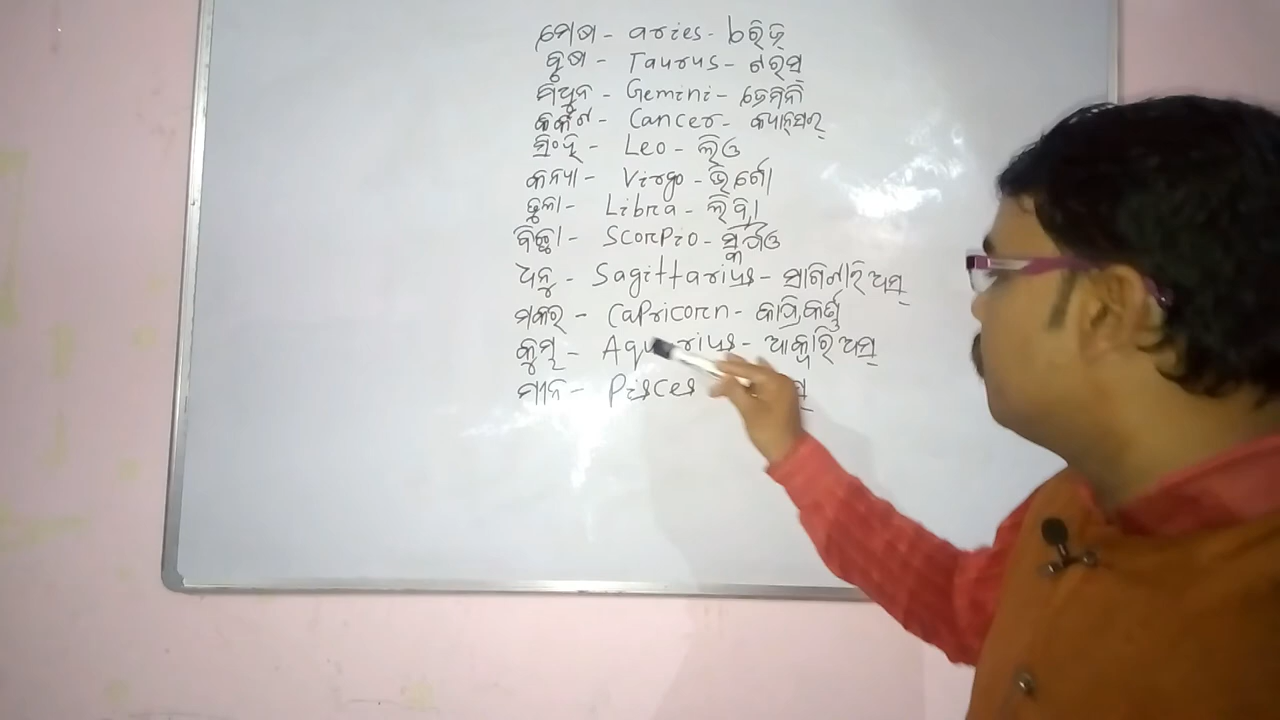 ମେଷ - aries - ଏରିଜ୍
ବୃଷ - Taurus - ଟରସ୍
ମିଥୁନ - Gemini - ଜେମିନି
କର୍କଟ - Cancer - କ୍ୟାନ୍ସର୍
ସିଂହ - Leo - ଲିଓ
କନ୍ୟା - Virgo - ଭିର୍ଗୋ
ତୁଳା - Libra - ଲିବ୍ରା
ବିଛା - Scorpio - ସ୍କର୍ପିଓ
ଧନୁ - Sagittarius - ସାଗିଟାରିଅସ୍
ମକର - Capricorn - କାପ୍ରିକର୍ଣ୍ଣ
କୁମ୍ଭ - Aquarius - ଆକ୍ୱାରିଅସ୍
ମୀନ - Pisces